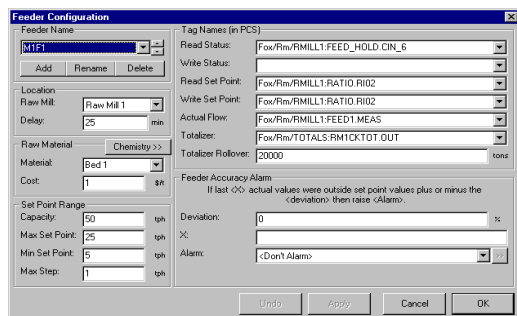 Feeder Configuration
Feeder Name
M1F1
Add Rename Delete
Location
Raw Mill: Raw Mill 1
Delay: 25 min
Raw Material Chemistry >>
Material: Bed 1
Cost: 1 $/t
Set Point Range
Capacity: 50 tph
Max Set Point: 25 tph
Min Set Point: 5 tph
Max Step: 1 tph
Tag Names (in PCS)
Read Status: Fox/Rm/RMILL1:FEED_HOLD.CIN_6
Write Status:
Read Set Point: Fox/Rm/RMILL1:RATIO.RI02
Write Set Point: Fox/Rm/RMILL1:RATIO.RI02
Actual Flow: Fox/Rm/RMILL1:FEED1.MEAS
Totalizer: Fox/Rm/TOTALS:RM1CKTOT.OUT
Totalizer Rollover: 20000 tons
Feeder Accuracy Alarm
If last <X> actual values were outside set point values plus or minus the
<deviation> then raise <Alarm>.
Deviation: 0 %
X:
Alarm: <Don't Alarm> >>
Undo Apply Cancel OK